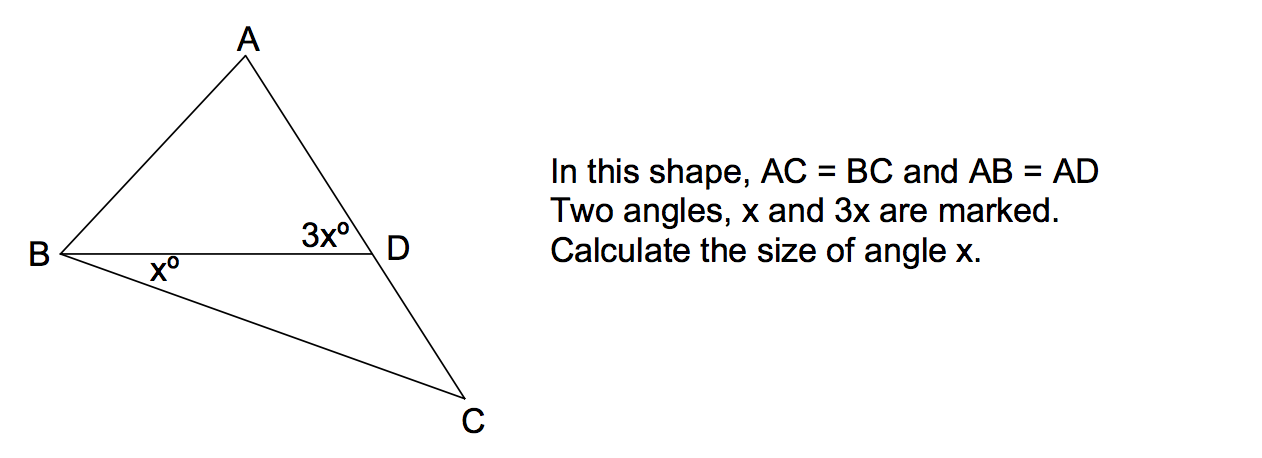 A
In this shape, AC = BC and AB = AD
Two angles, x and 3x are marked.
Calculate the size of angle x.
3xº
B
D
xº
C